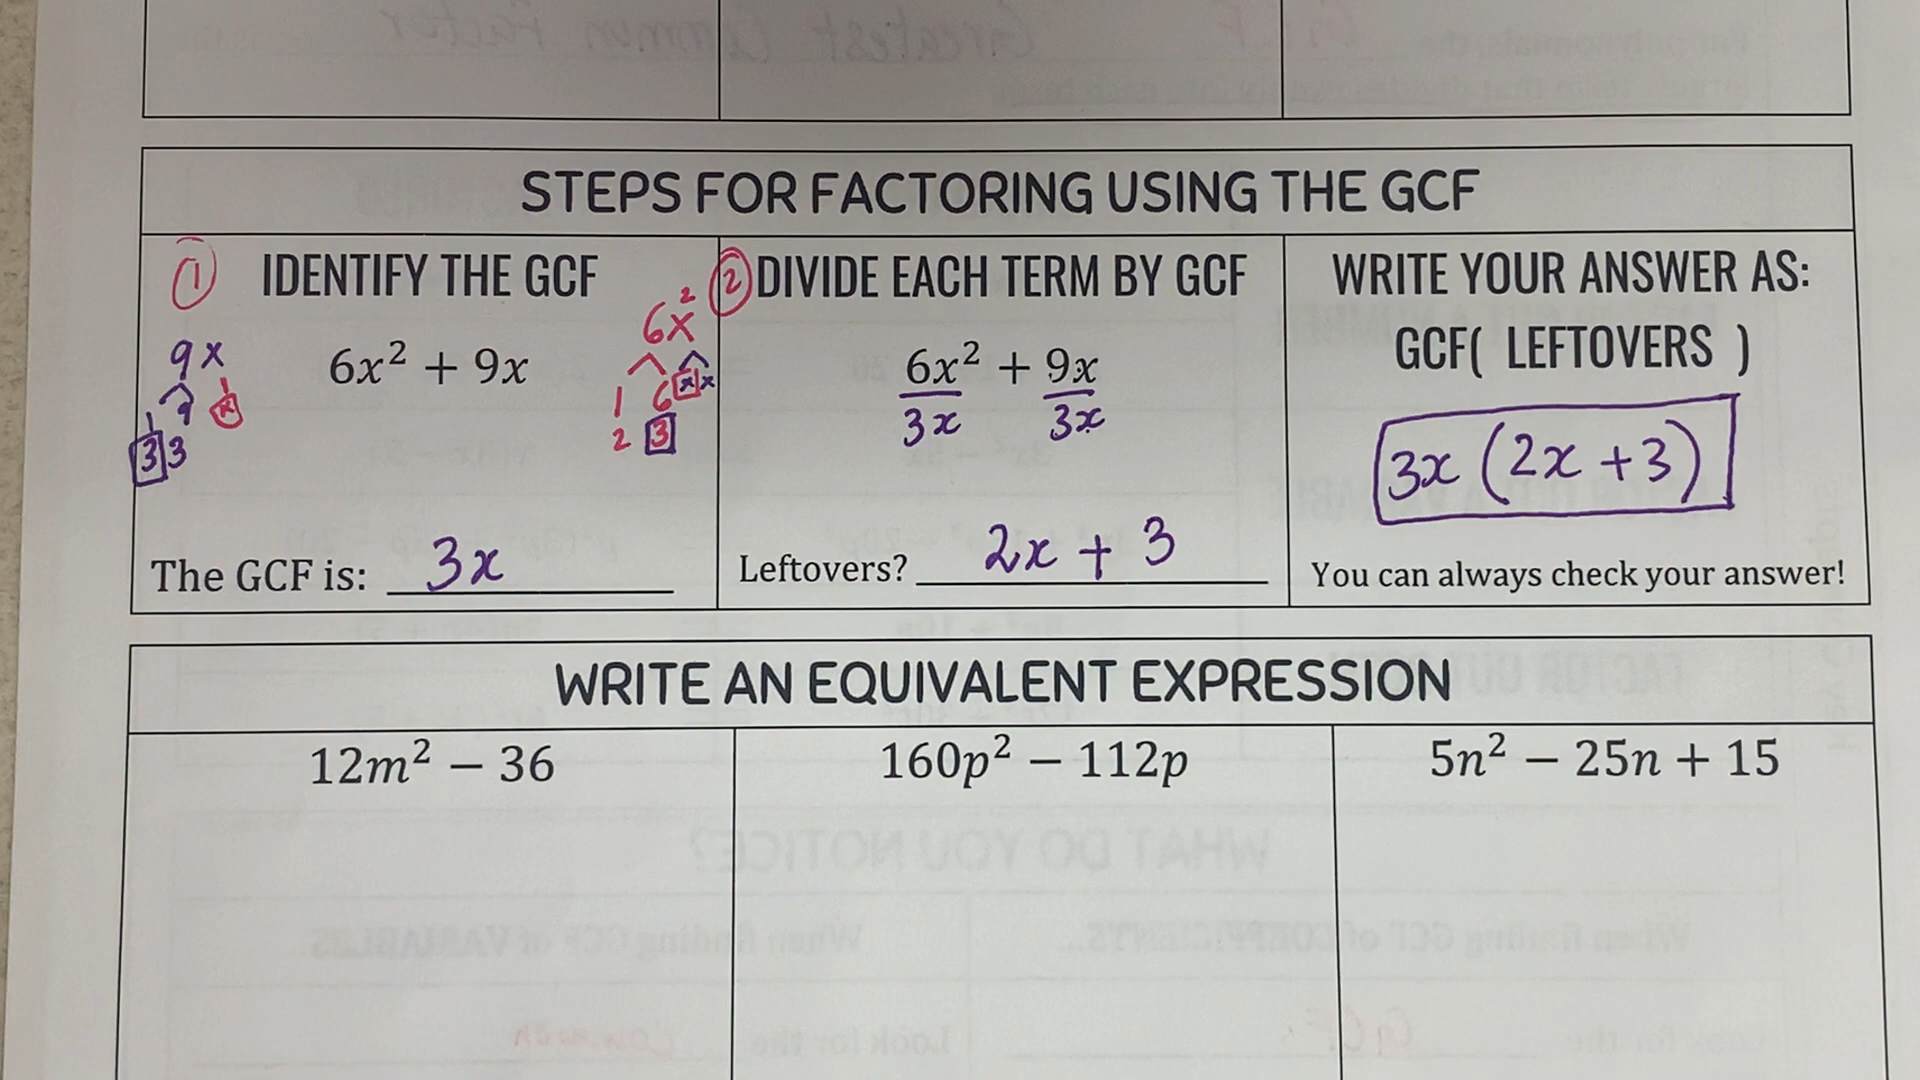 STEPS FOR FACTORING USING THE GCF
① IDENTIFY THE GCF
9x
6x² + 9x
6x²
1 9 1 x
3 3
1 6 x x
2 3
The GCF is: 3x
② DIVIDE EACH TERM BY GCF
6x² + 9x
3x 3x
Leftovers? 2x + 3
WRITE YOUR ANSWER AS:
GCF( LEFTOVERS )
3x (2x + 3)
You can always check your answer!
WRITE AN EQUIVALENT EXPRESSION
12m² − 36
160p² − 112p
5n² − 25n + 15